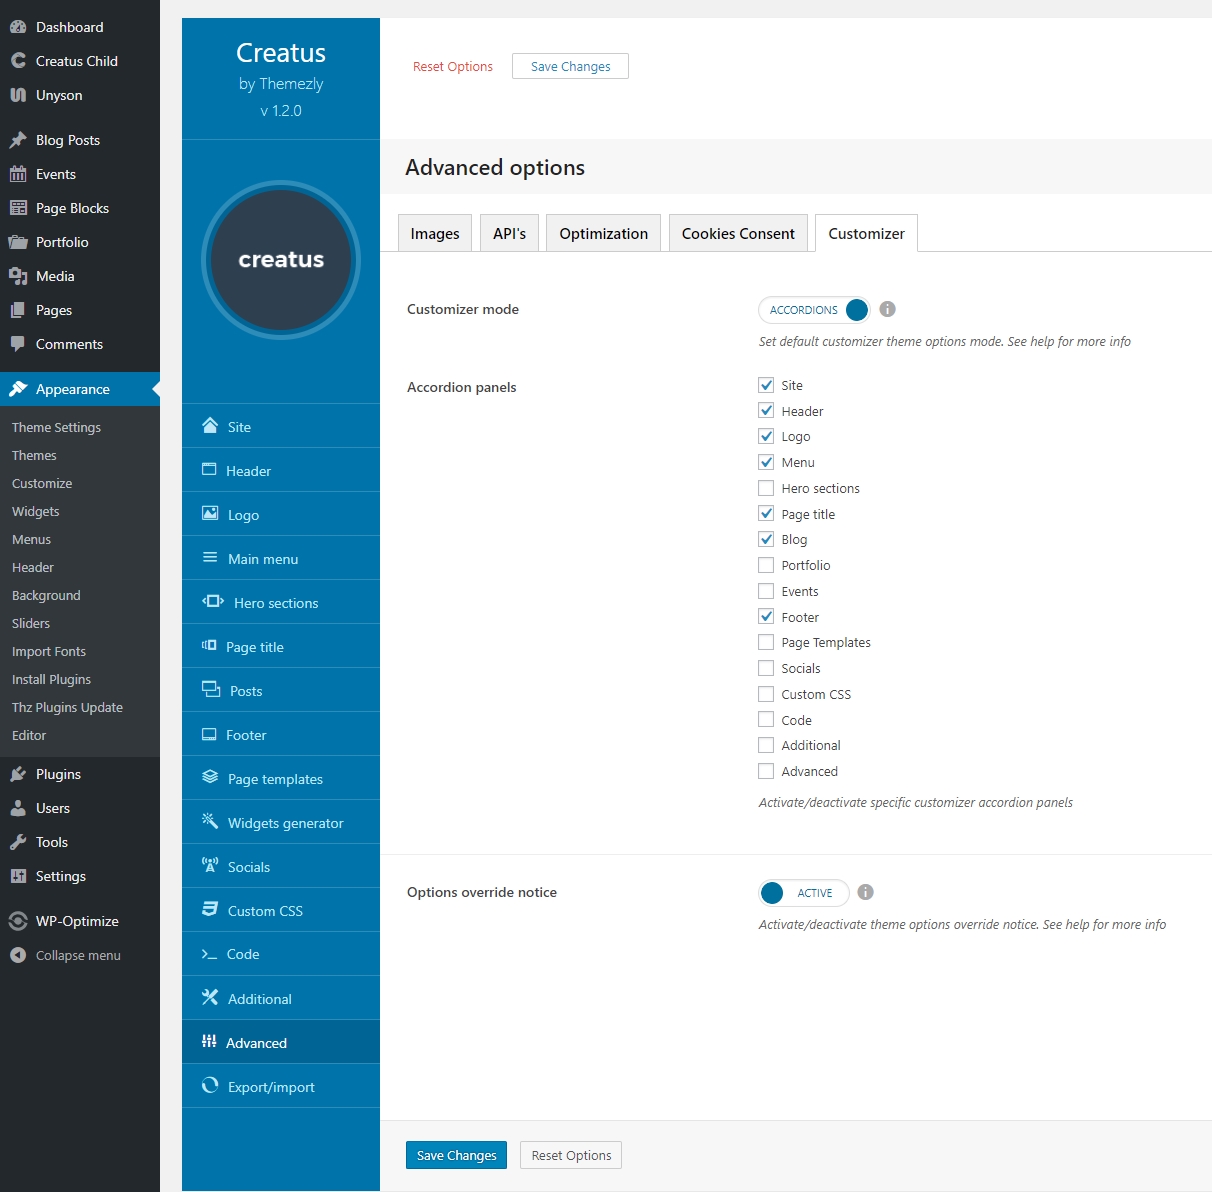 Dashboard
Creatus Child
Unyson
Blog Posts
Events
Page Blocks
Portfolio
Media
Pages
Comments
Appearance
Theme Settings
Themes
Customize
Widgets
Menus
Header
Background
Sliders
Import Fonts
Install Plugins
Thz Plugins Update
Editor
Plugins
Users
Tools
Settings
WP-Optimize
Collapse menu
Creatus
by Themezly
v 1.2.0
creatus
Site
Header
Logo
Main menu
Hero sections
Page title
Posts
Footer
Page templates
Widgets generator
Socials
Custom CSS
Code
Additional
Advanced
Export/import
Reset Options Save Changes
Advanced options
Images API's Optimization Cookies Consent Customizer
Customizer mode ACCORDIONS
Set default customizer theme options mode. See help for more info
Accordion panels
Site
Header
Logo
Menu
Hero sections
Page title
Blog
Portfolio
Events
Footer
Page Templates
Socials
Custom CSS
Code
Additional
Advanced
Activate/deactivate specific customizer accordion panels
Options override notice ACTIVE
Activate/deactivate theme options override notice. See help for more info
Save Changes Reset Options